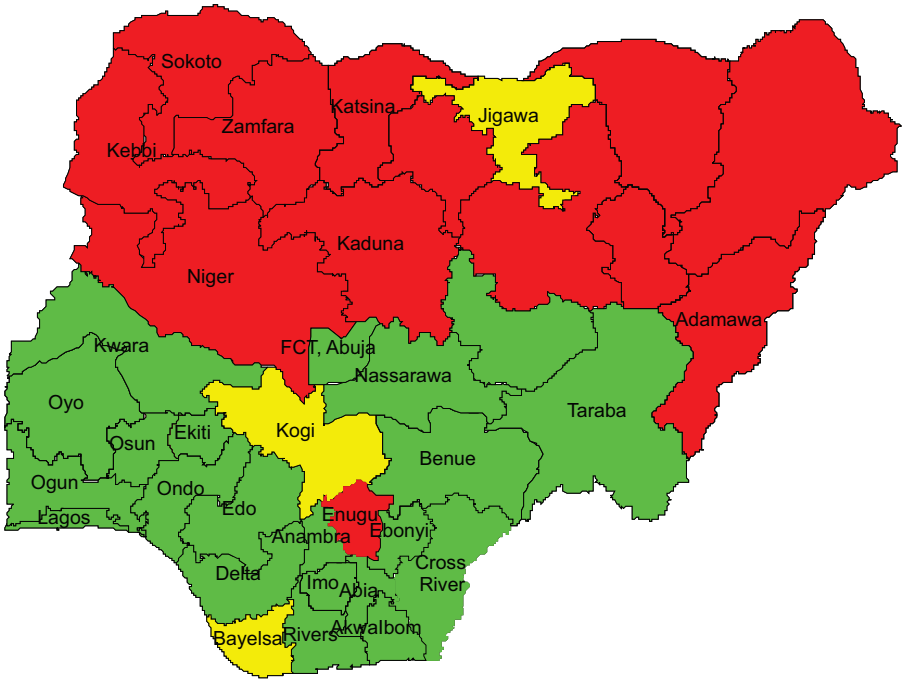 Sokoto
Katsina
Jigawa
Zamfara
Kebbi
Kaduna
Niger
Adamawa
Kwara
FCT, Abuja
Nassarawa
Oyo
Taraba
Kogi
Ekiti
Osun
Benue
Ogun
Ondo
Edo
Lagos
Enugu
Ebonyi
Anambra
Cross
River
Delta
Imo
Abia
Bayelsa
Rivers
AkwaIbom